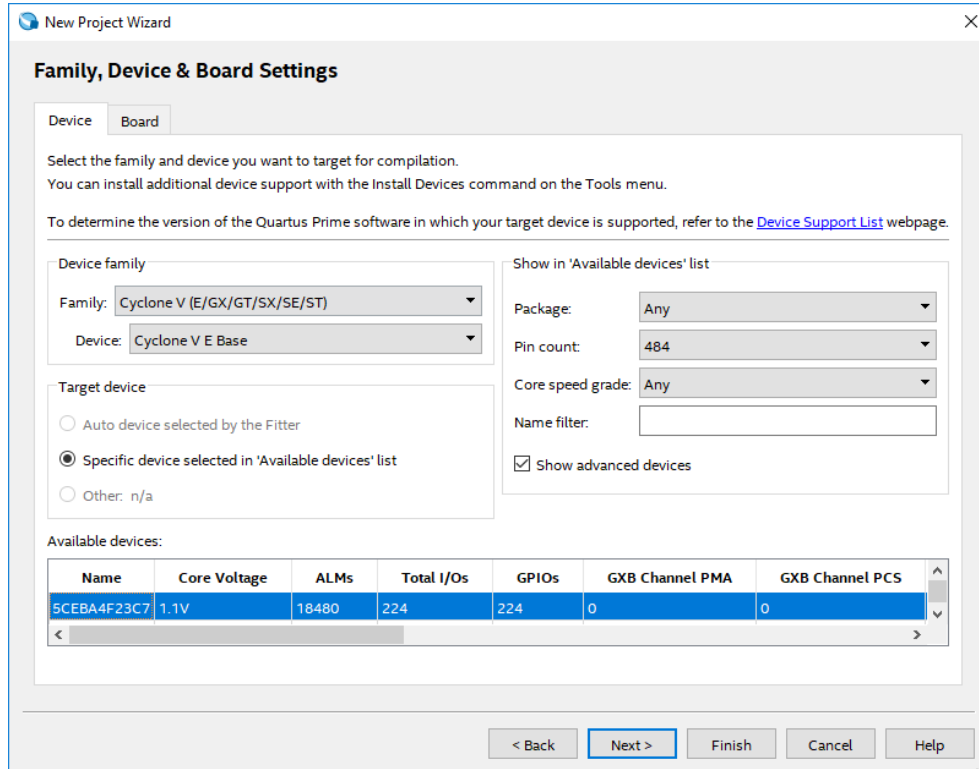 New Project Wizard
Family, Device & Board Settings
Device Board
Select the family and device you want to target for compilation.
You can install additional device support with the Install Devices command on the Tools menu.
To determine the version of the Quartus Prime software in which your target device is supported, refer to the Device Support List webpage.
Device family
Family: Cyclone V (E/GX/GT/SX/SE/ST)
Device: Cyclone V E Base
Show in 'Available devices' list
Package: Any
Pin count: 484
Core speed grade: Any
Name filter:
Show advanced devices
Target device
Auto device selected by the Fitter
Specific device selected in 'Available devices' list
Other: n/a
Available devices:
Name Core Voltage ALMs Total I/Os GPIOs GXB Channel PMA GXB Channel PCS
5CEBA4F23C7 1.1V 18480 224 224 0 0
< Back Next > Finish Cancel Help